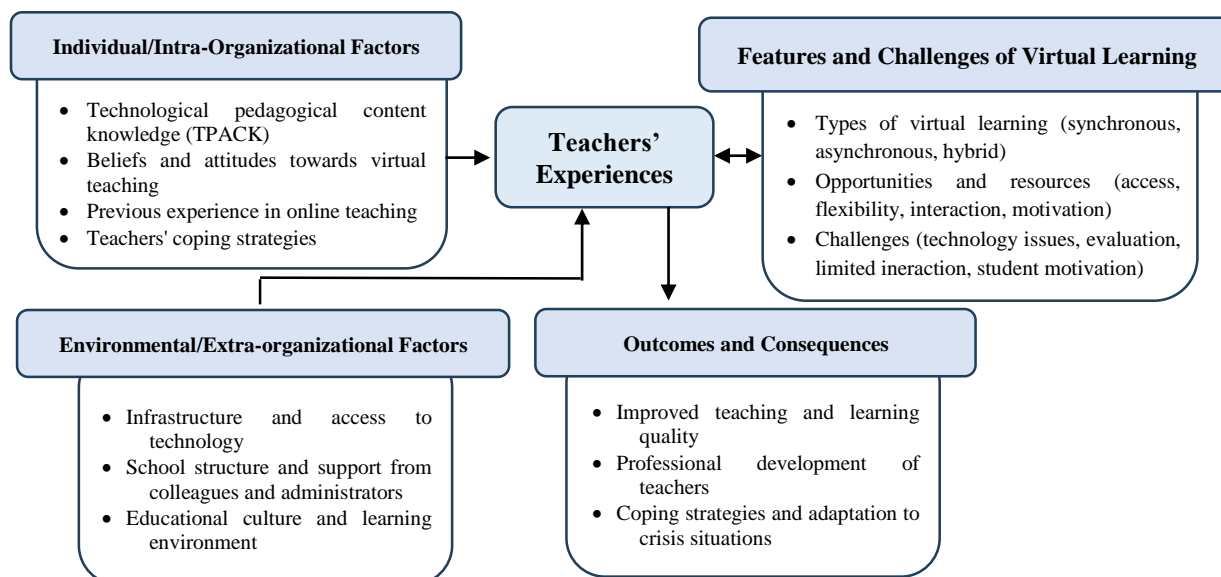 Individual/Intra-Organizational Factors
• Technological pedagogical content
knowledge (TPACK)
• Beliefs and attitudes towards virtual
teaching
• Previous experience in online teaching
• Teachers' coping strategies
Teachers’
Experiences
Features and Challenges of Virtual Learning
• Types of virtual learning (synchronous,
asynchronous, hybrid)
• Opportunities and resources (access,
flexibility, interaction, motivation)
• Challenges (technology issues, evaluation,
limited ineraction, student motivation)
Environmental/Extra-organizational Factors
• Infrastructure and access to
technology
• School structure and support from
colleagues and administrators
• Educational culture and learning
environment
Outcomes and Consequences
• Improved teaching and learning
quality
• Professional development of
teachers
• Coping strategies and adaptation to
crisis situations